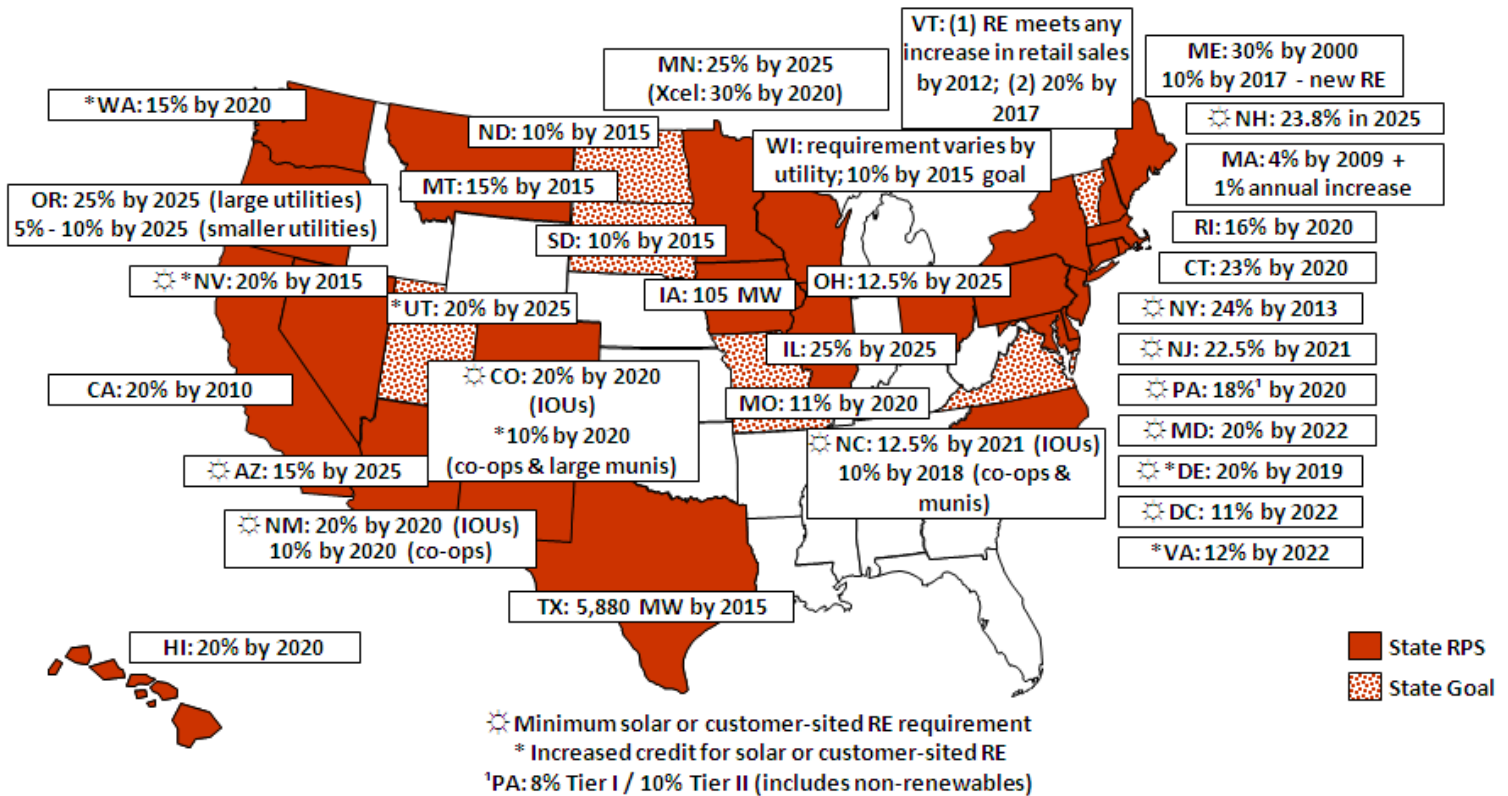 VT: (1) RE meets any
increase in retail sales
by 2012; (2) 20% by
2017
MN: 25% by 2025
(Xcel: 30% by 2020)
ME: 30% by 2000
10% by 2017 - new RE
*WA: 15% by 2020
☼ NH: 23.8% in 2025
ND: 10% by 2015
WI: requirement varies by
utility; 10% by 2015 goal
MA: 4% by 2009 +
1% annual increase
MT: 15% by 2015
OR: 25% by 2025 (large utilities)
5% - 10% by 2025 (smaller utilities)
RI: 16% by 2020
SD: 10% by 2015
CT: 23% by 2020
☼ *NV: 20% by 2015
OH: 12.5% by 2025
IA: 105 MW
*UT: 20% by 2025
☼ NY: 24% by 2013
IL: 25% by 2025
☼ NJ: 22.5% by 2021
☼ CO: 20% by 2020
(IOUs)
*10% by 2020
(co-ops & large munis)
CA: 20% by 2010
☼ PA: 18%¹ by 2020
MO: 11% by 2020
☼ MD: 20% by 2022
☼ NC: 12.5% by 2021 (IOUs)
10% by 2018 (co-ops &
munis)
☼ AZ: 15% by 2025
☼ *DE: 20% by 2019
☼ DC: 11% by 2022
☼ NM: 20% by 2020 (IOUs)
10% by 2020 (co-ops)
*VA: 12% by 2022
TX: 5,880 MW by 2015
HI: 20% by 2020
State RPS
State Goal
☼ Minimum solar or customer-sited RE requirement
* Increased credit for solar or customer-sited RE
¹PA: 8% Tier I / 10% Tier II (includes non-renewables)